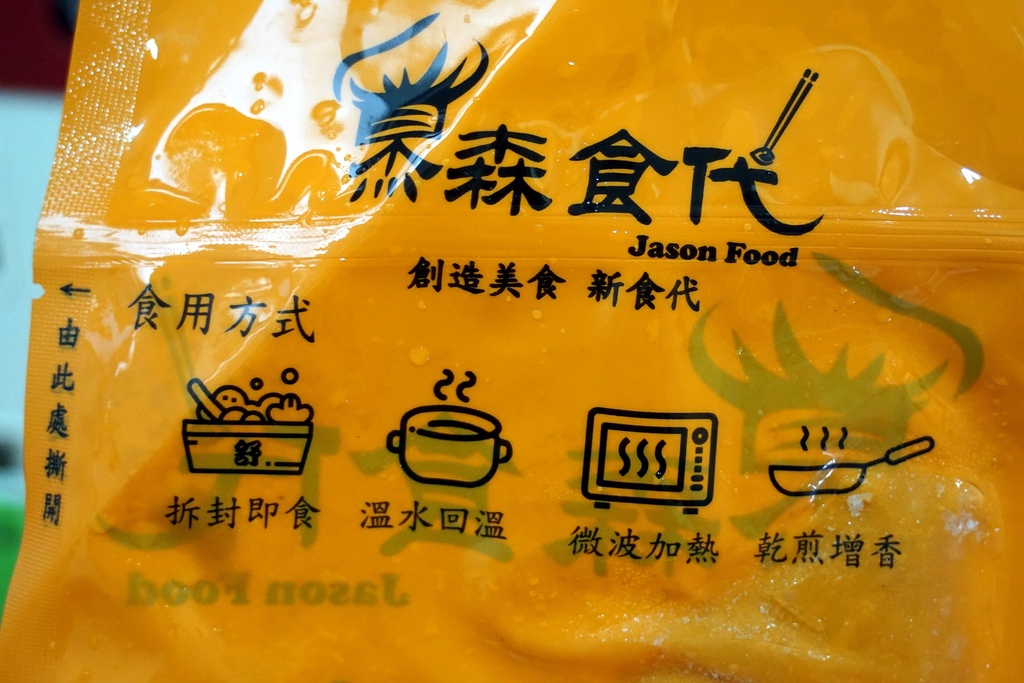 杰森食代
Jason Food
創造美食 新食代
←由此處撕開
食用方式
舒
拆封即食
溫水回溫
微波加熱
乾煎增香